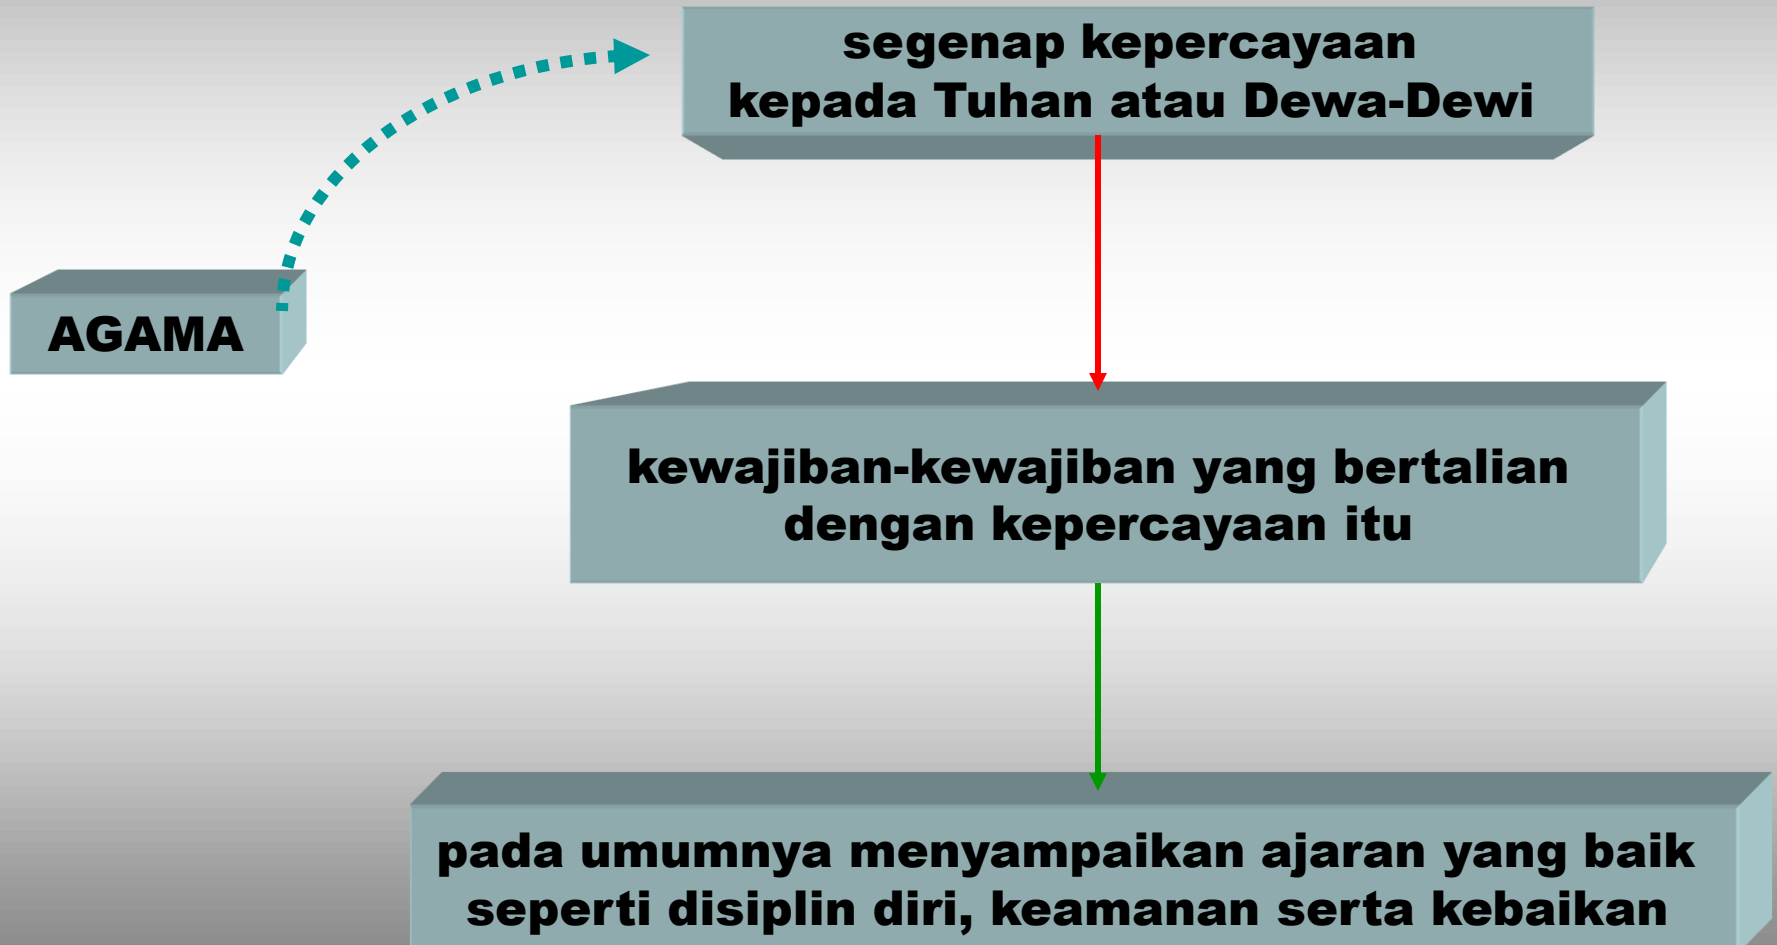 segenap kepercayaan
kepada Tuhan atau Dewa-Dewi
AGAMA
kewajiban-kewajiban yang bertalian
dengan kepercayaan itu
pada umumnya menyampaikan ajaran yang baik
seperti disiplin diri, keamanan serta kebaikan